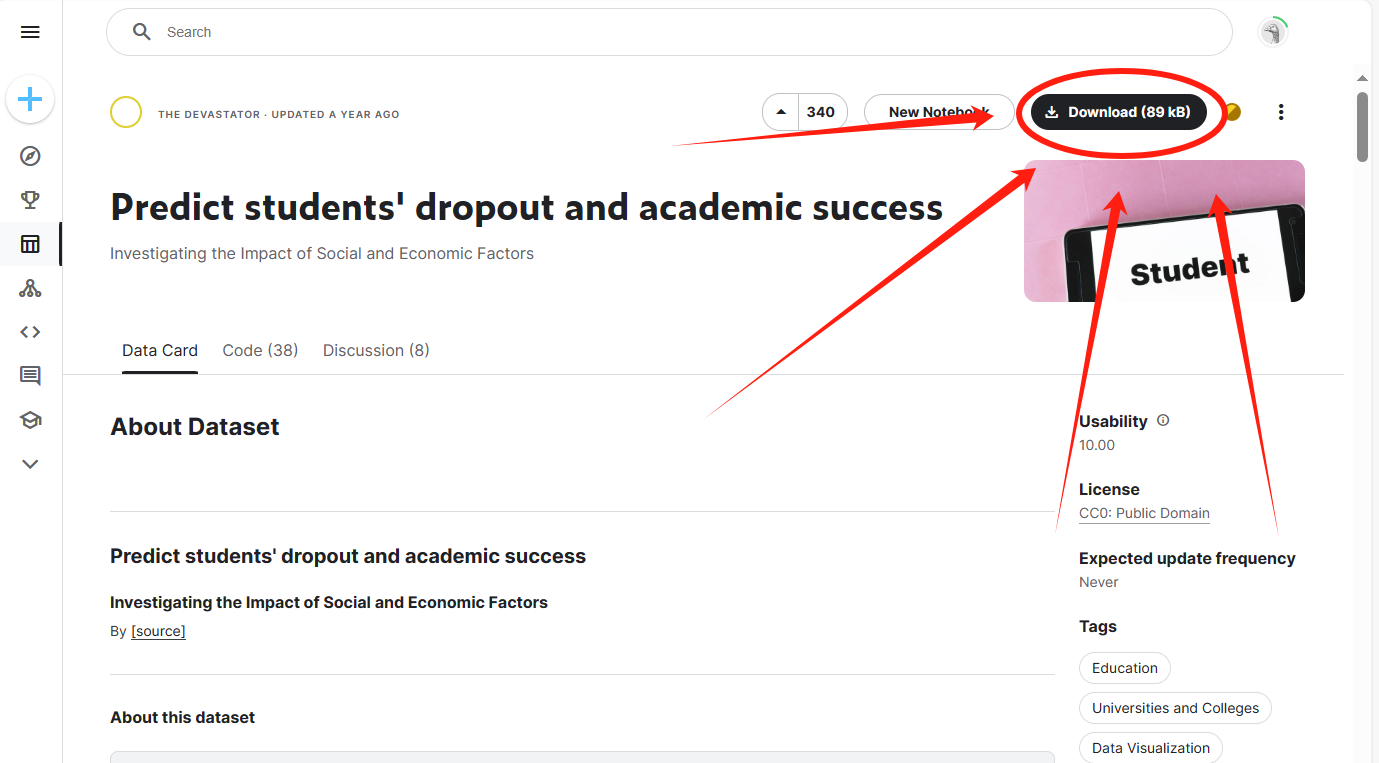 Search
THE DEVASTATOR · UPDATED A YEAR AGO
340
New Notebook
Download (89 kB)
Predict students' dropout and academic success
Investigating the Impact of Social and Economic Factors
Student
Data Card
Code (38)
Discussion (8)
About Dataset
Usability
10.00
License
CC0: Public Domain
Predict students' dropout and academic success
Expected update frequency
Never
Investigating the Impact of Social and Economic Factors
By [source]
Tags
Education
Universities and Colleges
About this dataset
Data Visualization